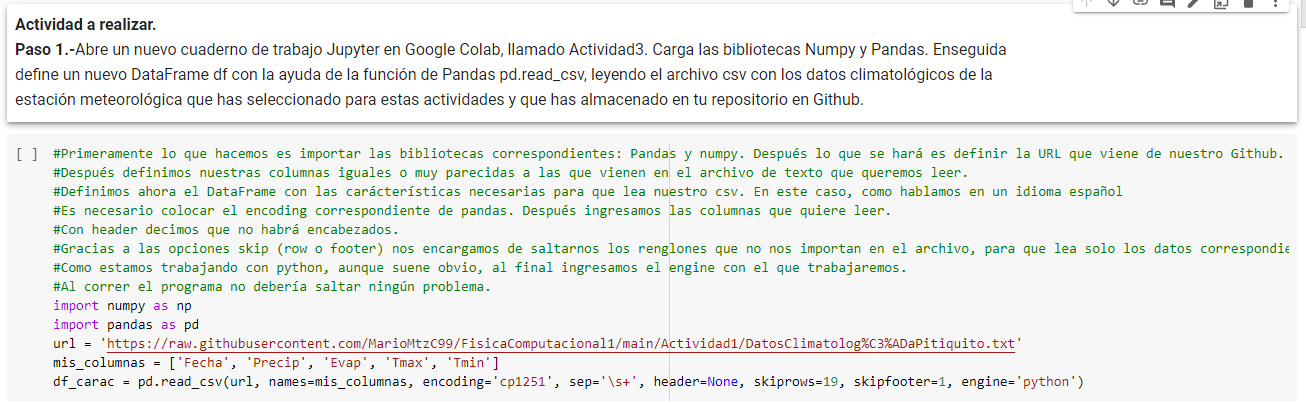 Actividad a realizar.
Paso 1.-Abre un nuevo cuaderno de trabajo Jupyter en Google Colab, llamado Actividad3. Carga las bibliotecas Numpy y Pandas. Enseguida
define un nuevo DataFrame df con la ayuda de la función de Pandas pd.read_csv, leyendo el archivo csv con los datos climatológicos de la
estación meteorológica que has seleccionado para estas actividades y que has almacenado en tu repositorio en Github.
[ ] #Primeramente lo que hacemos es importar las bibliotecas correspondientes: Pandas y numpy. Después lo que se hará es definir la URL que viene de nuestro Github.
#Después definimos nuestras columnas iguales o muy parecidas a las que vienen en el archivo de texto que queremos leer.
#Definimos ahora el DataFrame con las carácterísticas necesarias para que lea nuestro csv. En este caso, como hablamos en un idioma español
#Es necesario colocar el encoding correspondiente de pandas. Después ingresamos las columnas que quiere leer.
#Con header decimos que no habrá encabezados.
#Gracias a las opciones skip (row o footer) nos encargamos de saltarnos los renglones que no nos importan en el archivo, para que lea solo los datos correspondie
#Como estamos trabajando con python, aunque suene obvio, al final ingresamos el engine con el que trabajaremos.
#Al correr el programa no debería saltar ningún problema.
import numpy as np
import pandas as pd
url = 'https://raw.githubusercontent.com/MarioMtzC99/FisicaComputacional1/main/Actividad1/DatosClimatolog%C3%ADaPitiquito.txt'
mis_columnas = ['Fecha', 'Precip', 'Evap', 'Tmax', 'Tmin']
df_carac = pd.read_csv(url, names=mis_columnas, encoding='cp1251', sep='\s+', header=None, skiprows=19, skipfooter=1, engine='python')